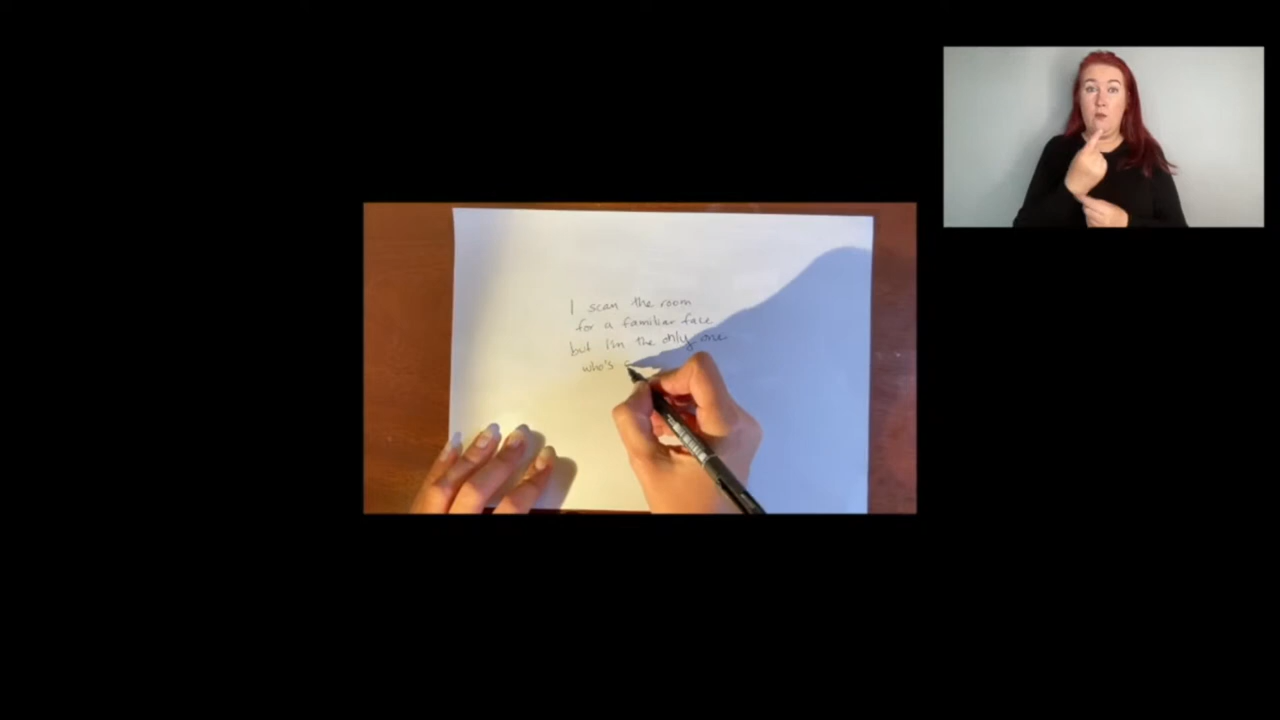 I scan the room
for a familiar face
but I'm the only one
who's